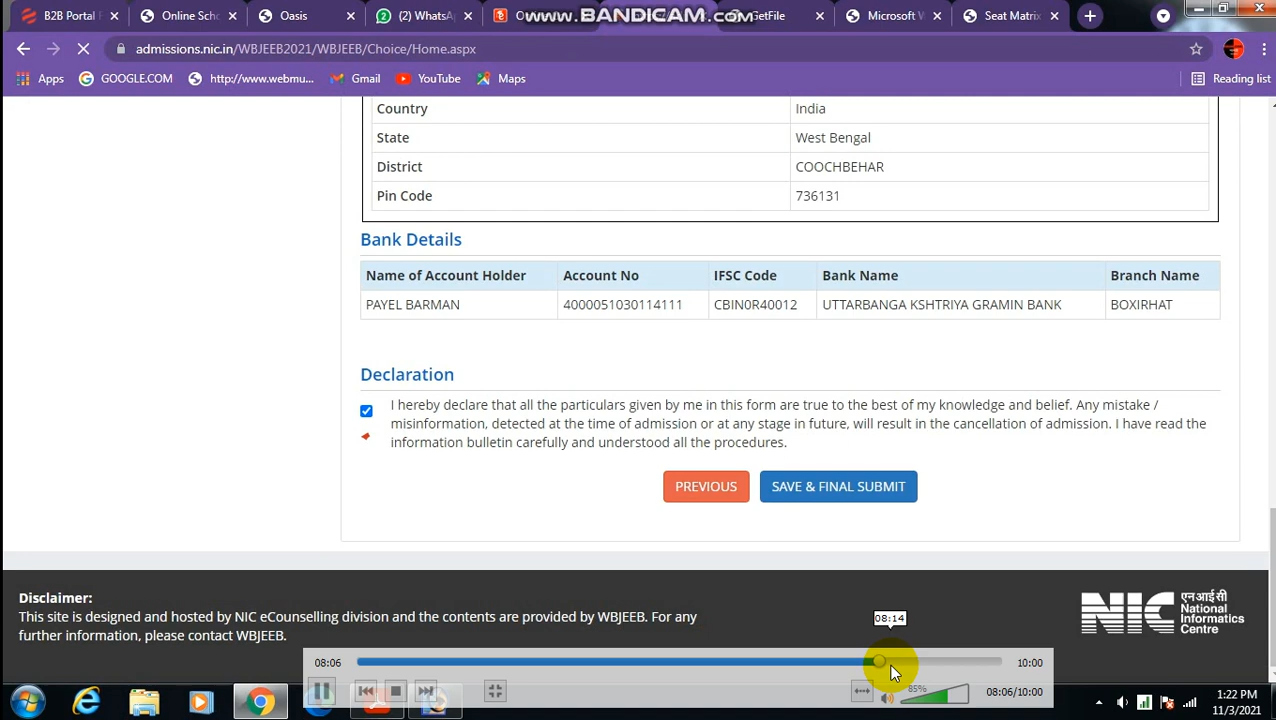 B2B Portal
Online Sch
Oasis
(2) WhatsA
WWW.BANDICAM.COM
GetFile
Microsoft V
Seat Matrix
admissions.nic.in/WBJEEB2021/WBJEEB/Choice/Home.aspx
Apps
GOOGLE.COM
http://www.webmu...
Gmail
YouTube
Maps
Reading list
Country India
State West Bengal
District COOCHBEHAR
Pin Code 736131
Bank Details
Name of Account Holder Account No IFSC Code Bank Name Branch Name
PAYEL BARMAN 4000051030114111 CBIN0R40012 UTTARBANGA KSHTRIYA GRAMIN BANK BOXIRHAT
Declaration
I hereby declare that all the particulars given by me in this form are true to the best of my knowledge and belief. Any mistake /
misinformation, detected at the time of admission or at any stage in future, will result in the cancellation of admission. I have read the
information bulletin carefully and understood all the procedures.
PREVIOUS SAVE & FINAL SUBMIT
Disclaimer:
This site is designed and hosted by NIC eCounselling division and the contents are provided by WBJEEB. For any
further information, please contact WBJEEB.
NIC
एन आई सी
National
Informatics
Centre
08:14
08:06 10:00
85%
08:06/10:00
1:22 PM
11/3/2021